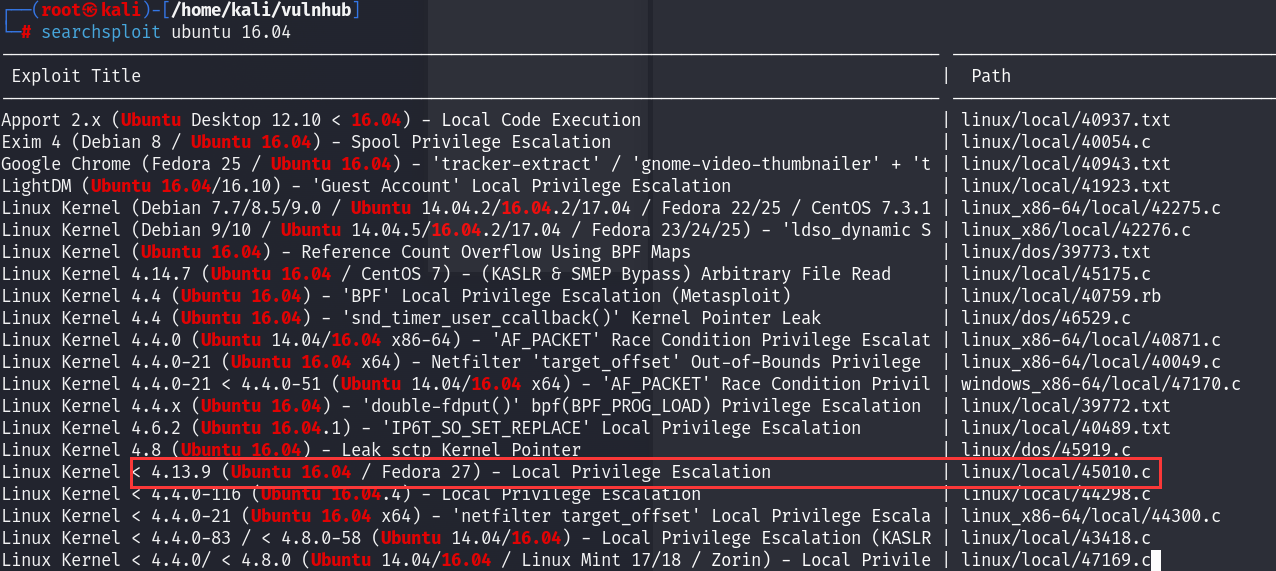 ┌──(root㉿kali)-[/home/kali/vulnhub]
└─# searchsploit ubuntu 16.04
Exploit Title | Path
Apport 2.x (Ubuntu Desktop 12.10 < 16.04) - Local Code Execution | linux/local/40937.txt
Exim 4 (Debian 8 / Ubuntu 16.04) - Spool Privilege Escalation | linux/local/40054.c
Google Chrome (Fedora 25 / Ubuntu 16.04) - 'tracker-extract' / 'gnome-video-thumbnailer' + 't | linux/local/40943.txt
LightDM (Ubuntu 16.04/16.10) - 'Guest Account' Local Privilege Escalation | linux/local/41923.txt
Linux Kernel (Debian 7.7/8.5/9.0 / Ubuntu 14.04.2/16.04.2/17.04 / Fedora 22/25 / CentOS 7.3.1 | linux_x86-64/local/42275.c
Linux Kernel (Debian 9/10 / Ubuntu 14.04.5/16.04.2/17.04 / Fedora 23/24/25) - 'ldso_dynamic S | linux_x86/local/42276.c
Linux Kernel (Ubuntu 16.04) - Reference Count Overflow Using BPF Maps | linux/dos/39773.txt
Linux Kernel 4.14.7 (Ubuntu 16.04 / CentOS 7) - (KASLR & SMEP Bypass) Arbitrary File Read | linux/local/45175.c
Linux Kernel 4.4 (Ubuntu 16.04) - 'BPF' Local Privilege Escalation (Metasploit) | linux/local/40759.rb
Linux Kernel 4.4 (Ubuntu 16.04) - 'snd_timer_user_ccallback()' Kernel Pointer Leak | linux/dos/46529.c
Linux Kernel 4.4.0 (Ubuntu 14.04/16.04 x86-64) - 'AF_PACKET' Race Condition Privilege Escalat | linux_x86-64/local/40871.c
Linux Kernel 4.4.0-21 (Ubuntu 16.04 x64) - Netfilter 'target_offset' Out-of-Bounds Privilege | linux_x86-64/local/40049.c
Linux Kernel 4.4.0-21 < 4.4.0-51 (Ubuntu 14.04/16.04 x64) - 'AF_PACKET' Race Condition Privil | windows_x86-64/local/47170.c
Linux Kernel 4.4.x (Ubuntu 16.04) - 'double-fdput()' bpf(BPF_PROG_LOAD) Privilege Escalation | linux/local/39772.txt
Linux Kernel 4.6.2 (Ubuntu 16.04.1) - 'IP6T_SO_SET_REPLACE' Local Privilege Escalation | linux/local/40489.txt
Linux Kernel 4.8 (Ubuntu 16.04) - Leak sctp Kernel Pointer | linux/dos/45919.c
Linux Kernel < 4.13.9 (Ubuntu 16.04 / Fedora 27) - Local Privilege Escalation | linux/local/45010.c
Linux Kernel < 4.4.0-116 (Ubuntu 16.04.4) - Local Privilege Escalation | linux/local/44298.c
Linux Kernel < 4.4.0-21 (Ubuntu 16.04 x64) - 'netfilter target_offset' Local Privilege Escala | linux_x86-64/local/44300.c
Linux Kernel < 4.4.0-83 / < 4.8.0-58 (Ubuntu 14.04/16.04) - Local Privilege Escalation (KASLR | linux/local/43418.c
Linux Kernel < 4.4.0/ < 4.8.0 (Ubuntu 14.04/16.04 / Linux Mint 17/18 / Zorin) - Local Privile | linux/local/47169.c